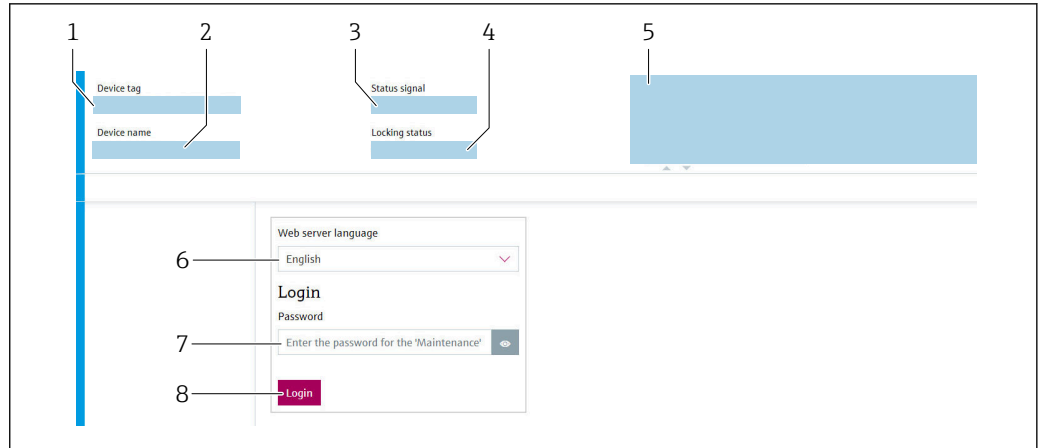 1 2 3 4 5
Device tag Status signal
Device name Locking status
Web server language
6 English
Login
Password
7 Enter the password for the 'Maintenance'
8 Login